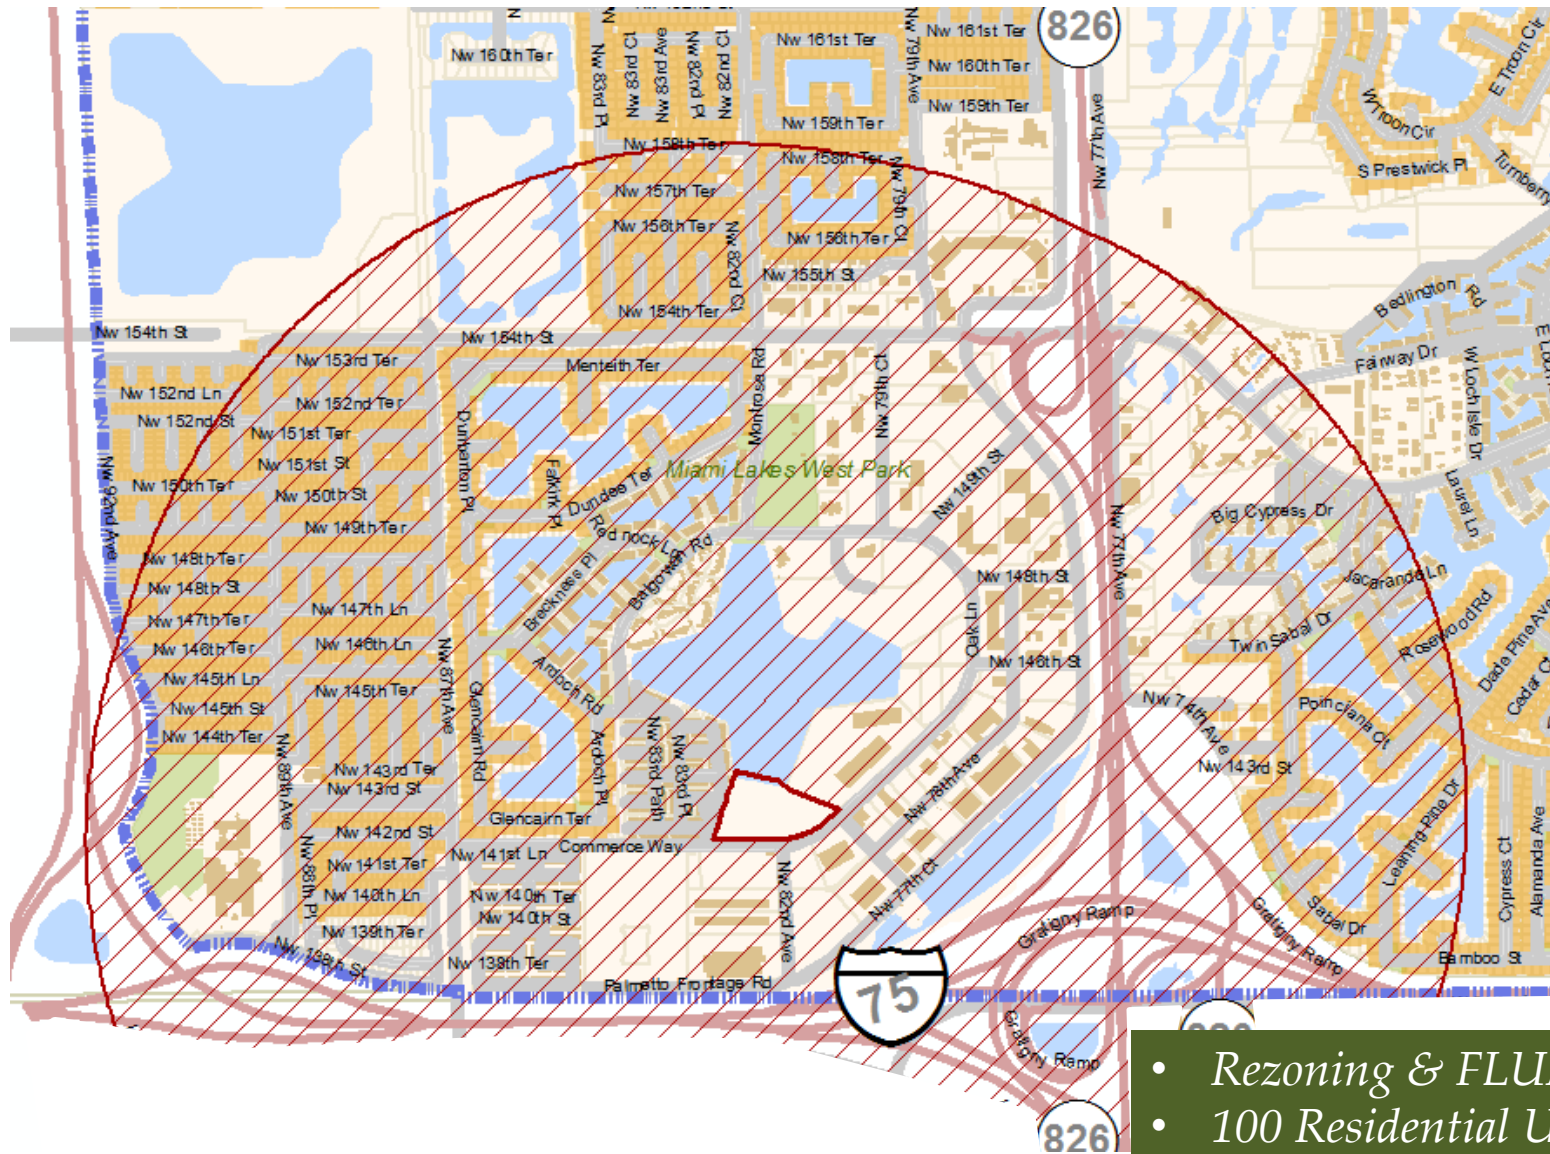 826
Nw 160th Ter
Nw 83rd Pl
Nw 83rd Ct
Nw 83rd Ave
Nw 82nd Pl
Nw 82nd Ct
Nw 161st Ter
Nw 79th Ave
Nw 161st Ter
Nw 160th Ter
Nw 159th Ter
Nw 77th Ave
E Troon Cir
W Troon Cir
S Prestwick Pl
Turnberry
Nw 159th Ter
Nw 158th Ter
Nw 158th Ter
Nw 157th Ter
Nw 156th Ter
Nw 82nd Ct
Nw 79th Ct
Nw 156th Ter
Nw 155th St
Nw 154th Ter
Nw 154th St
Nw 154th St
Bedlington Rd
Fairway Dr
W Loch Isle Dr
Nw 153rd Ter
Menteith Ter
Montrose Rd
Nw 79th Ct
Nw 152nd Ln
Nw 152nd Ter
Nw 152nd St
Nw 151st Ter
Nw 151st St
Nw 150th Ter
Nw 150th St
Nw 149th Ter
Nw 92nd Ave
Dunbarton Pl
Falkirk Pl
Dundee Ter
Miami Lakes West Park
Nw 149th St
Laurel Ln
Big Cypress Dr
Nw 77th Ave
Red nock Ln
Balgowan Rd
Breckness Pl
Nw 148th Ter
Nw 148th St
Nw 147th Ter
Nw 147th Ln
Nw 146th Ter
Nw 146th Ln
Nw 145th Ln
Nw 145th Ter
Nw 145th St
Nw 144th Ter
Nw 148th St
Oak Ln
Nw 146th St
Jacaranda Ln
Twin Sabal Dr
Rosewood Rd
Dade Pine Ave
Cedar Ct
Nw 87th Ave
Glencairn Rd
Ardoch Rd
Ardoch Pl
Nw 83rd Path
Nw 83rd Pl
Nw 74th Ave
Nw 143rd St
Poinciana Ct
Leaning Pine Dr
Nw 89th Ave
Nw 143rd Ter
Nw 143rd St
Nw 142nd St
Nw 141st Ter
Nw 140th Ln
Nw 139th Ter
Nw 88th Pl
Nw 138th St
Glencairn Ter
Commerce Way
Nw 141st Ln
Nw 140th Ter
Nw 140th St
Nw 139th Ter
Nw 82nd Ave
Nw 78th Ave
Nw 77th Ct
Palmetto Frontage Rd
Gratigny Ramp
Gratigny Ramp
Gratigny Ramp
Sabal Dr
Cypress Ct
Alamanda Ave
Bamboo St
75
826
• Rezoning & FLU
• 100 Residential U